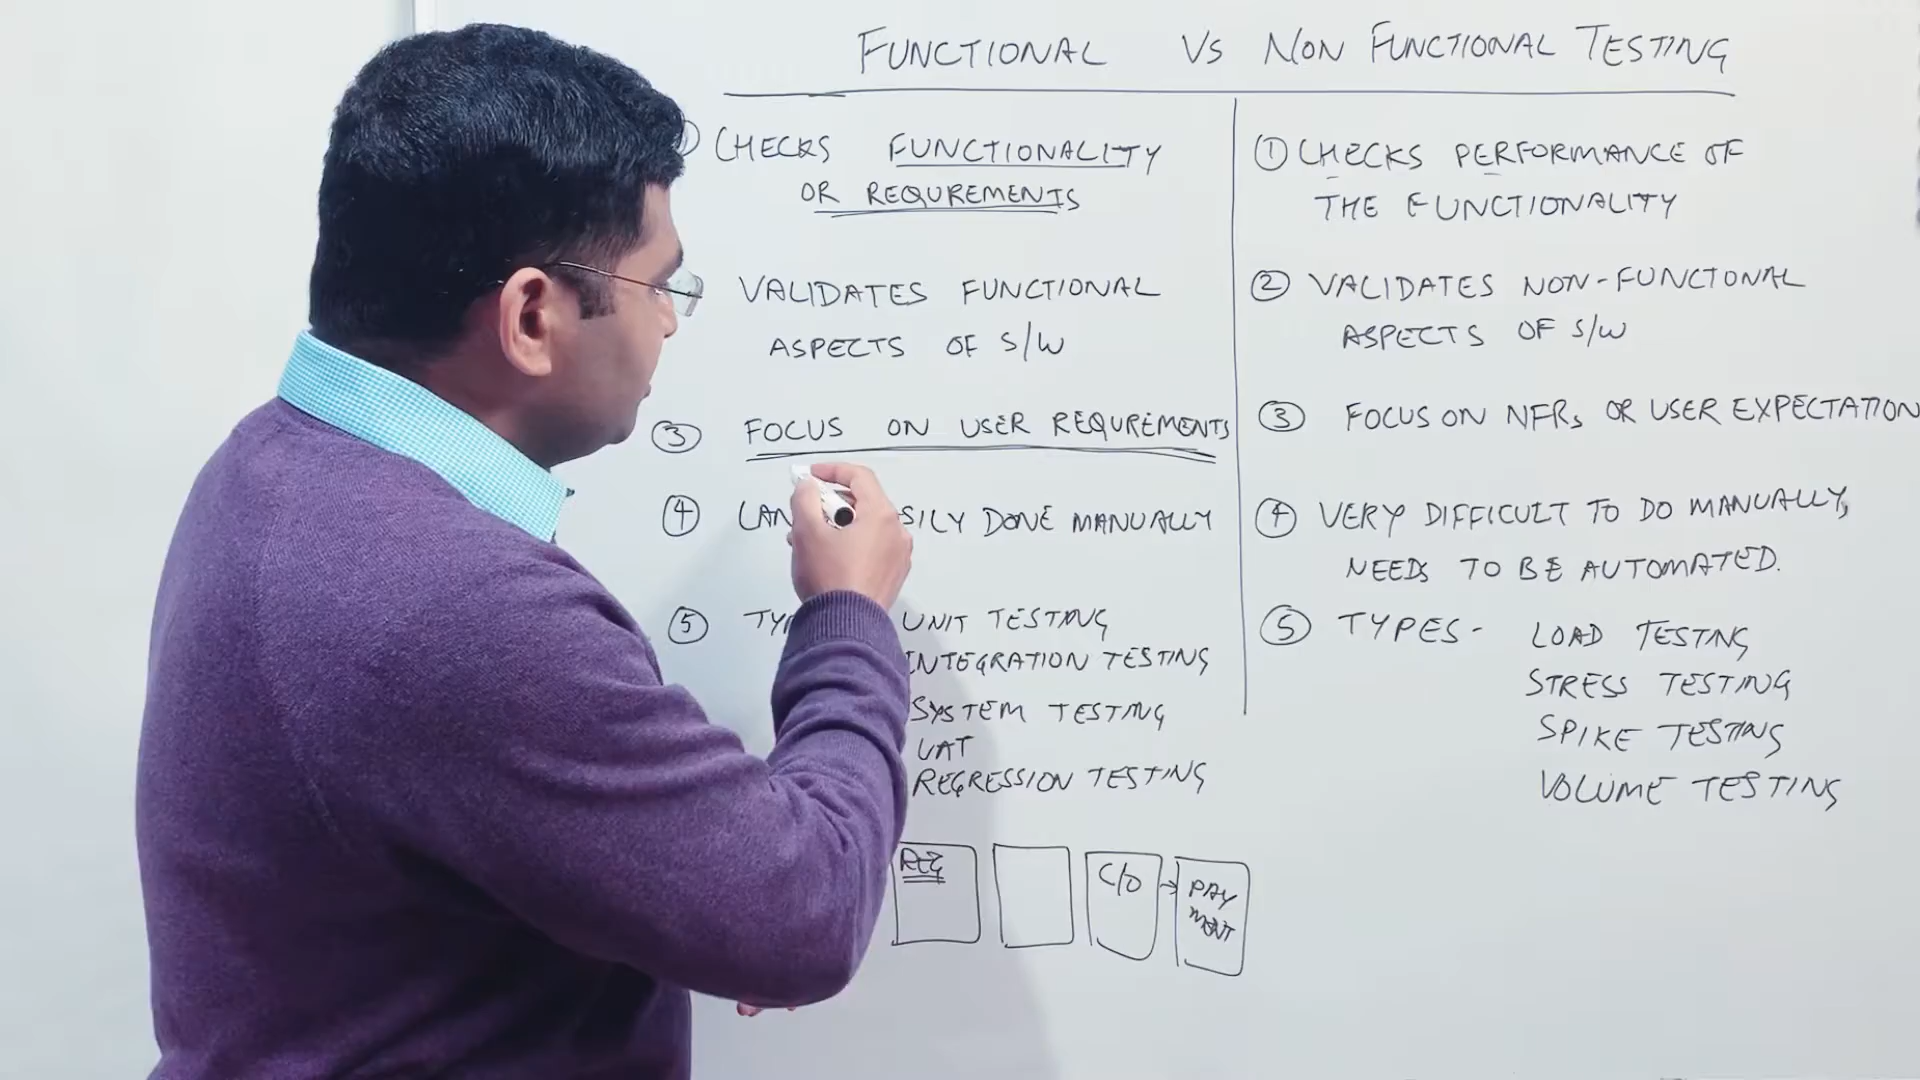 FUNCTIONAL VS NON FUNCTIONAL TESTING
CHECKS FUNCTIONALITY
OR REQUREMENTS
VALIDATES FUNCTIONAL
ASPECTS OF S/W
③ FOCUS ON USER REQUREMENTS
④ DONE MANUALLY
⑤ UNIT TESTING
INTEGRATION TESTING
SYSTEM TESTING
UAT
REGRESSION TESTING
REG
C/O
PAY
MENT
① CHECKS PERFORMANCE OF
THE FUNCTIONALITY
② VALIDATES NON-FUNCTONAL
ASPECTS OF S/W
③ FOCUS ON NFRs OR USER EXPECTATION
④ VERY DIFFICULT TO DO MANUALLY,
NEEDS TO BE AUTOMATED.
⑤ TYPES - LOAD TESTING
STRESS TESTING
SPIKE TESTING
VOLUME TESTING